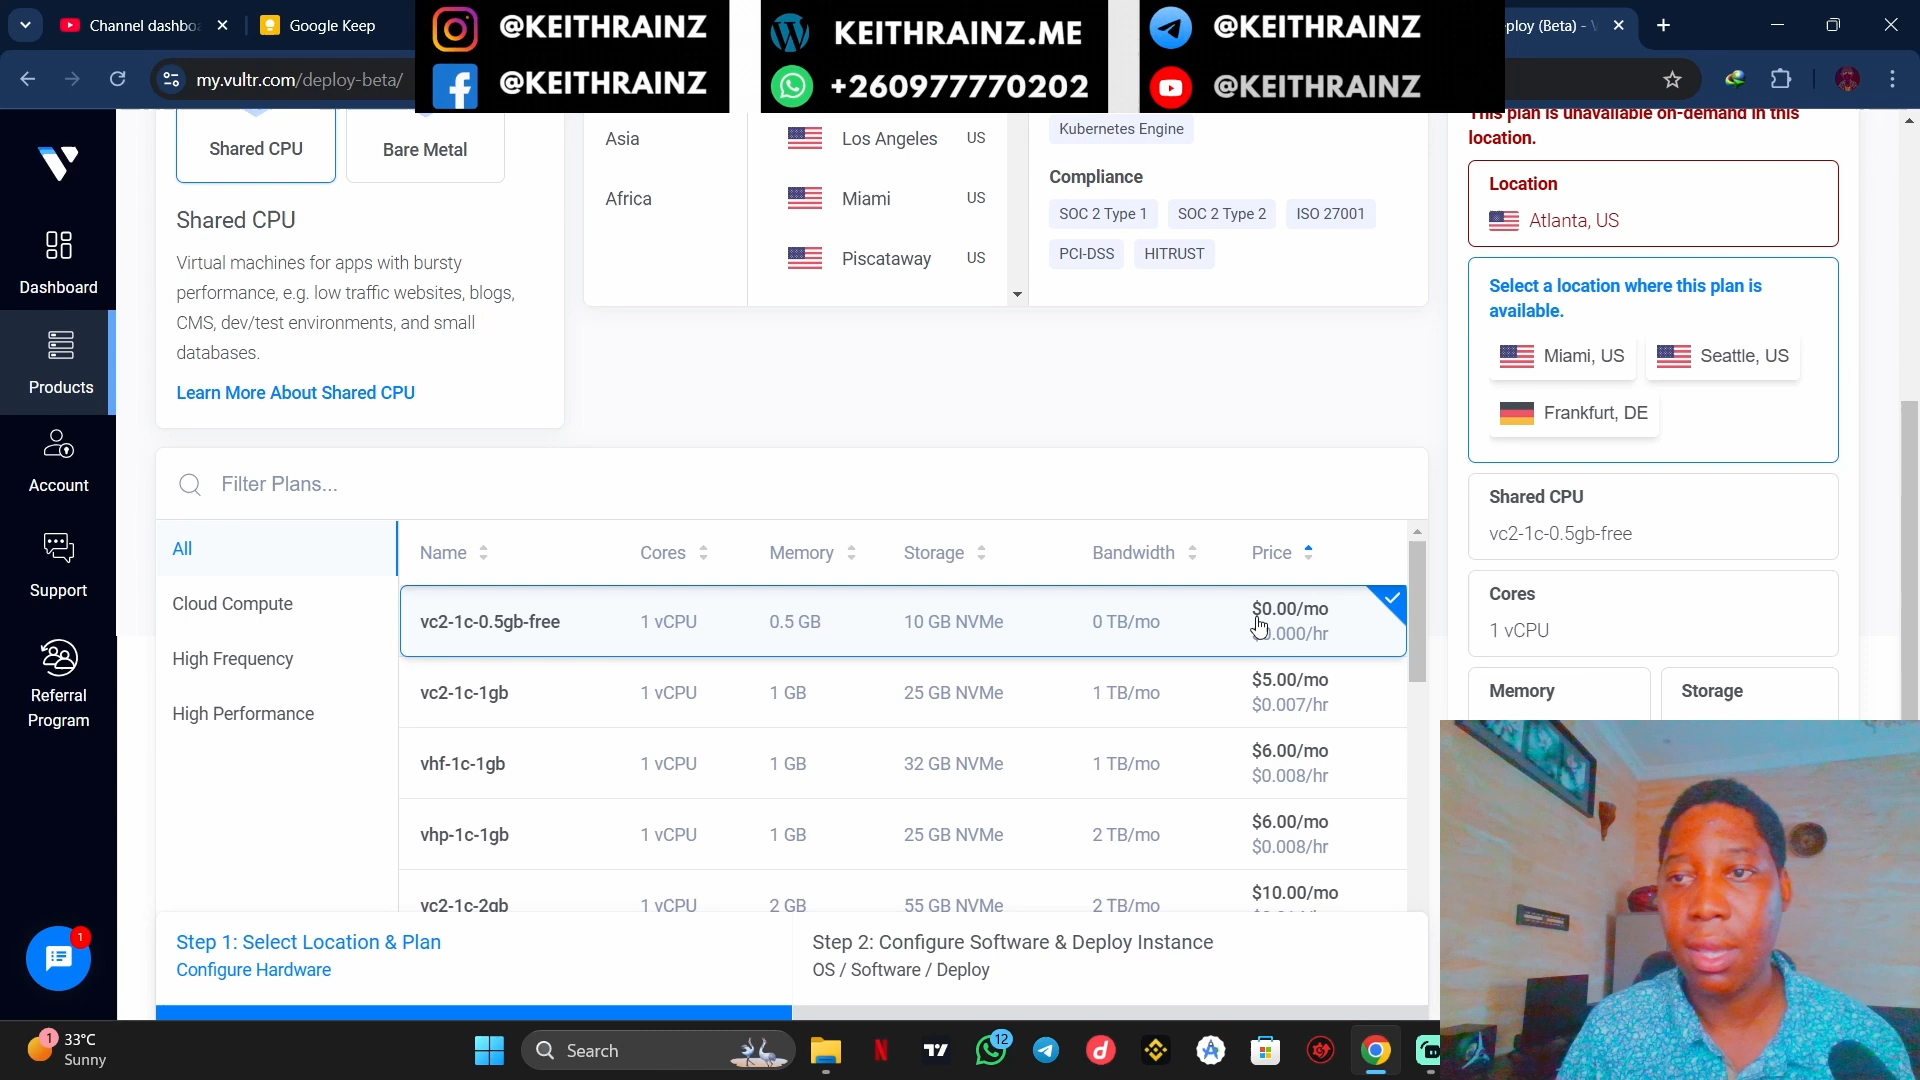 Channel dashbo
Google Keep
@KEITHRAINZ
KEITHRAINZ.ME
@KEITHRAINZ
ploy (Beta) -
my.vultr.com/deploy-beta/
@KEITHRAINZ
+260977770202
@KEITHRAINZ
Dashboard
Products
Account
Support
Referral
Program
1
Shared CPU
Bare Metal
Shared CPU
Virtual machines for apps with bursty
performance, e.g. low traffic websites, blogs,
CMS, dev/test environments, and small
databases.
Learn More About Shared CPU
Asia
Africa
Los Angeles US
Miami US
Piscataway US
Kubernetes Engine
Compliance
SOC 2 Type 1 SOC 2 Type 2 ISO 27001
PCI-DSS HITRUST
This plan is unavailable on-demand in this
location.
Location
Atlanta, US
Select a location where this plan is
available.
Miami, US Seattle, US
Frankfurt, DE
Shared CPU
vc2-1c-0.5gb-free
Cores
1 vCPU
Memory Storage
Filter Plans...
All
Cloud Compute
High Frequency
High Performance
Name Cores Memory Storage Bandwidth Price
vc2-1c-0.5gb-free 1 vCPU 0.5 GB 10 GB NVMe 0 TB/mo $0.00/mo
.000/hr
vc2-1c-1gb 1 vCPU 1 GB 25 GB NVMe 1 TB/mo $5.00/mo
$0.007/hr
vhf-1c-1gb 1 vCPU 1 GB 32 GB NVMe 1 TB/mo $6.00/mo
$0.008/hr
vhp-1c-1gb 1 vCPU 1 GB 25 GB NVMe 2 TB/mo $6.00/mo
$0.008/hr
vc2-1c-2gb 1 vCPU 2 GB 55 GB NVMe 2 TB/mo $10.00/mo
Step 1: Select Location & Plan
Configure Hardware
Step 2: Configure Software & Deploy Instance
OS / Software / Deploy
1
33°C
Sunny
Search
12